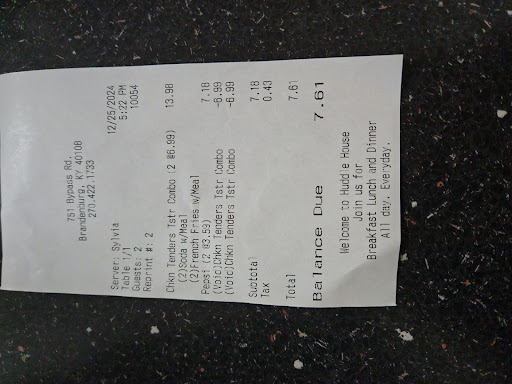 751 Bypass Rd.
Brandenburg, KY 40108
270.422.1733
Server: Sylvia 12/25/2024
Table 1/1 5:22 PM
Guests: 2 10054
Reprint #: 2
Chkn Tenders Tstr Combo (2 @6.99) 13.98
(2)Soda w/Meal
(2)French Fries w/Meal
Pepsi (2 @3.59) 7.18
(Void)Chkn Tenders Tstr Combo -6.99
(Void)Chkn Tenders Tstr Combo -6.99
Subtotal 7.18
Tax 0.43
Total 7.61
Balance Due 7.61
Welcome to Hudd e House
Join us for
Breakfast Lunch and Dinner
All day. Everyday.